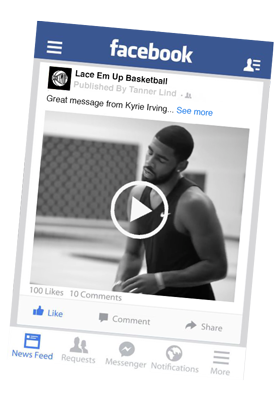 facebook
Lace Em Up Basketball
Published By Tanner Lind -
Great message from Kyrie Irving... See more
100 Likes 10 Comments
Like Comment Share
News Feed Requests Messenger Notifications More